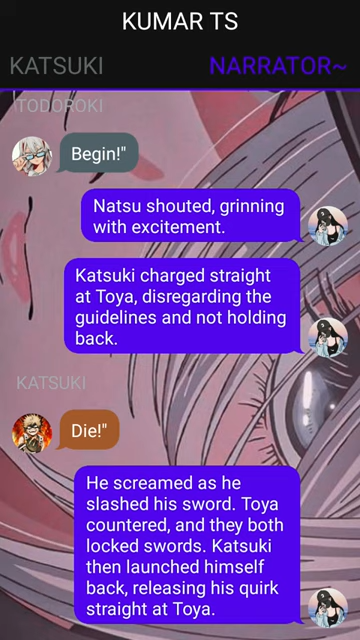 KUMAR TS
KATSUKI
NARRATOR~
TODOROKI
Begin!"
Natsu shouted, grinning
with excitement.
Katsuki charged straight
at Toya, disregarding the
guidelines and not holding
back.
KATSUKI
Die!"
He screamed as he
slashed his sword. Toya
countered, and they both
locked swords. Katsuki
then launched himself
back, releasing his quirk
straight at Toya.